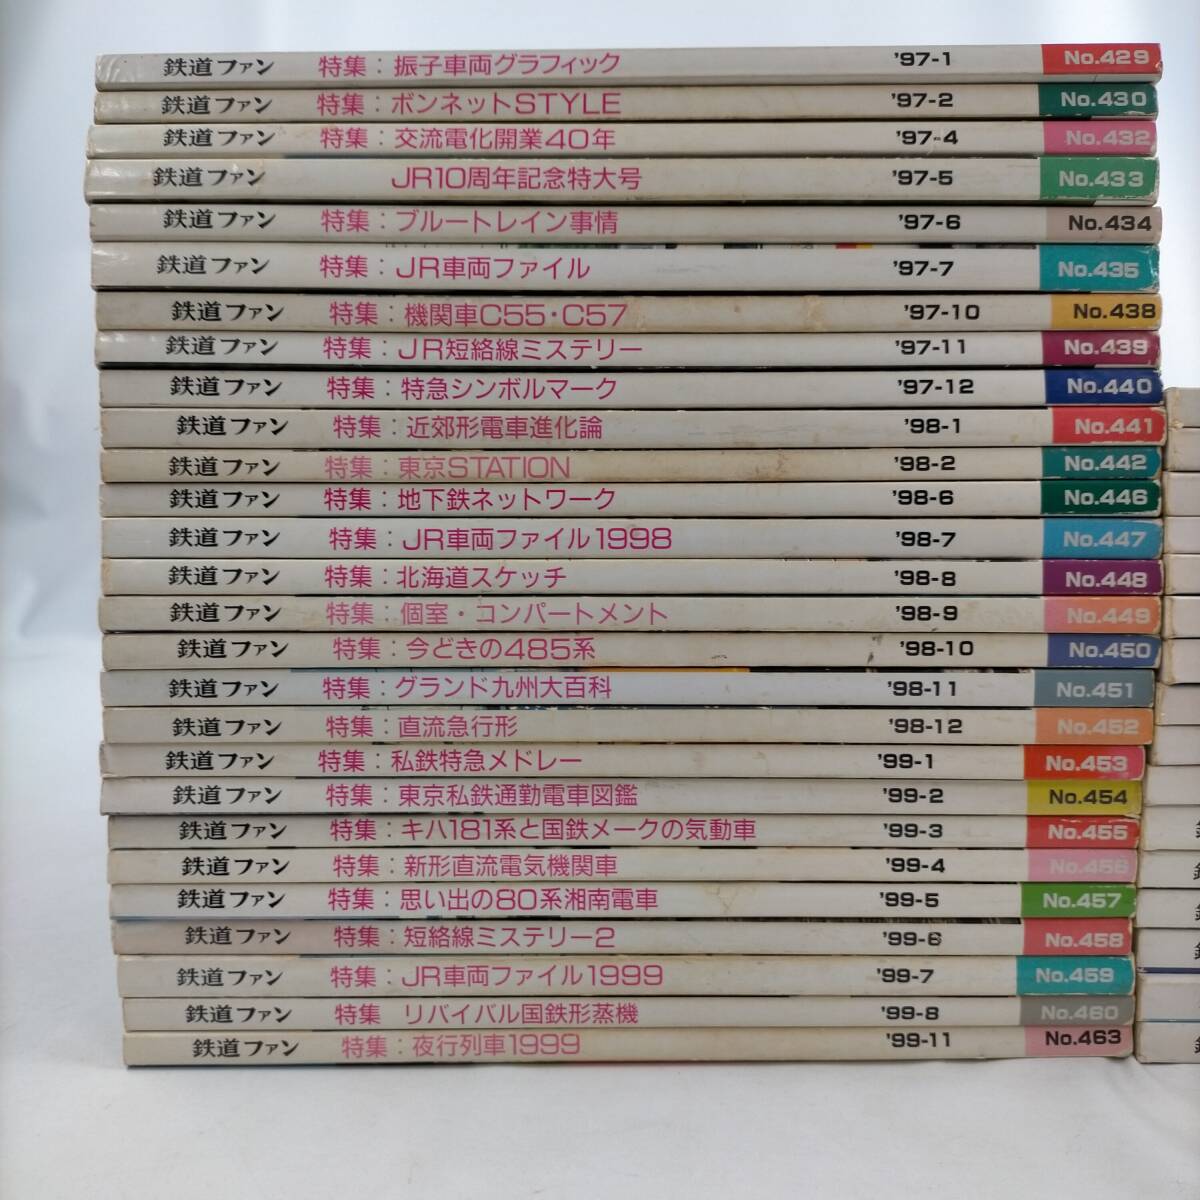 鉄道ファン 特集：振子車両グラフィック '97-1 No.429
鉄道ファン 特集：ボンネットSTYLE '97-2 No.430
鉄道ファン 特集：交流電化開業40年 '97-4 No.432
鉄道ファン JR10周年記念特大号 '97-5 No.433
鉄道ファン 特集：ブルートレイン事情 '97-6 No.434
鉄道ファン 特集：JR車両ファイル '97-7 No.435
鉄道ファン 特集：機関車C55・C57 '97-10 No.438
鉄道ファン 特集：JR短絡線ミステリー '97-11 No.439
鉄道ファン 特集：特急シンボルマーク '97-12 No.440
鉄道ファン 特集：近郊形電車進化論 '98-1 No.441
鉄道ファン 特集：東京STATION '98-2 No.442
鉄道ファン 特集：地下鉄ネットワーク '98-6 No.446
鉄道ファン 特集：JR車両ファイル1998 '98-7 No.447
鉄道ファン 特集：北海道スケッチ '98-8 No.448
鉄道ファン 特集：個室・コンパートメント '98-9 No.449
鉄道ファン 特集：今どきの485系 '98-10 No.450
鉄道ファン 特集：グランド九州大百科 '98-11 No.451
鉄道ファン 特集：直流急行形 '98-12 No.452
鉄道ファン 特集：私鉄特急メドレー '99-1 No.453
鉄道ファン 特集：東京私鉄通勤電車図鑑 '99-2 No.454
鉄道ファン 特集：キハ181系と国鉄メークの気動車 '99-3 No.455
鉄道ファン 特集：新形直流電気機関車 '99-4 No.456
鉄道ファン 特集：思い出の80系湘南電車 '99-5 No.457
鉄道ファン 特集：短絡線ミステリー2 '99-6 No.458
鉄道ファン 特集：JR車両ファイル1999 '99-7 No.459
鉄道ファン 特集 リバイバル国鉄形蒸機 '99-8 No.460
鉄道ファン 特集：夜行列車1999 '99-11 No.463